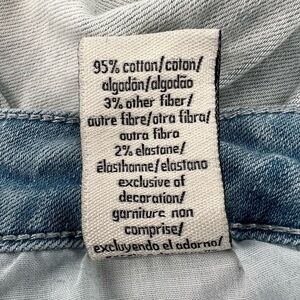 95% cotton/coton/
algodón/algodão
3% other fiber/
autre fibre/otra fibra/
outra fibra
2% elastane/
élasthanne/elastano
exclusive of
decoration/
garniture non
comprise/
excluyendo el adorno/